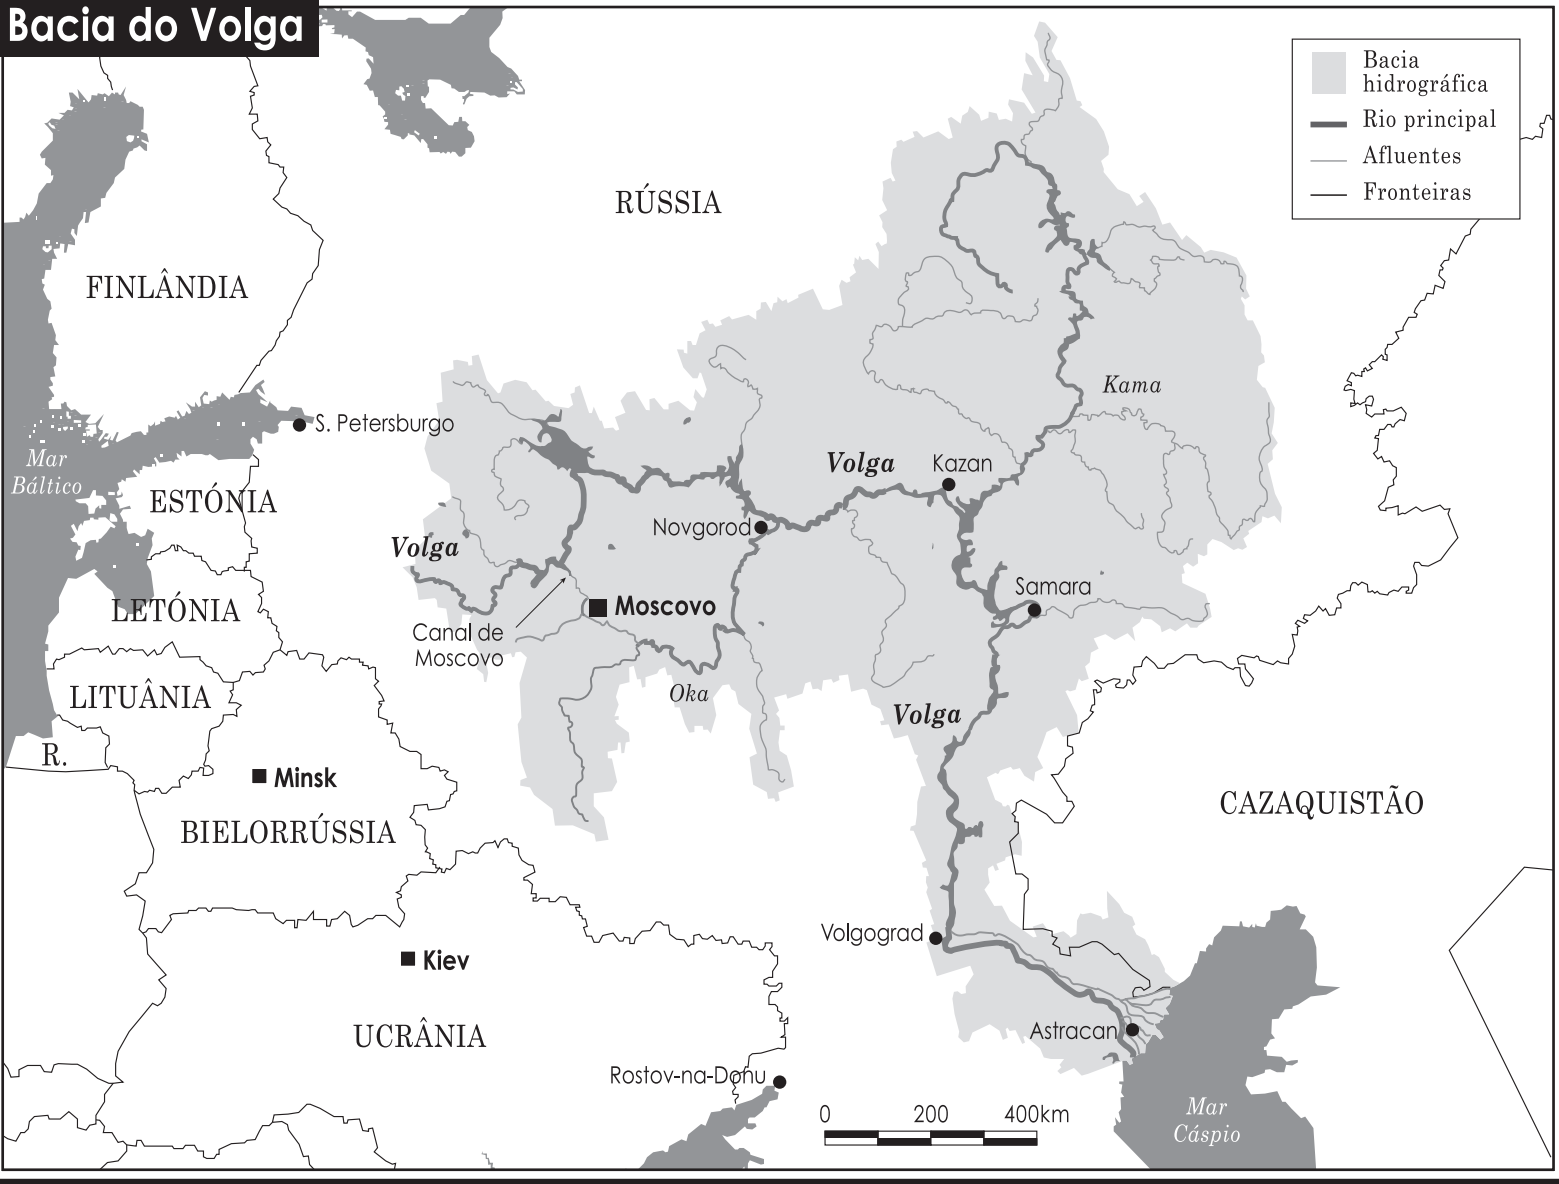 Bacia do Volga
Bacia
hidrográfica
Rio principal
Afluentes
Fronteiras
RÚSSIA
FINLÂNDIA
Kama
S. Petersburgo
Mar
Báltico
Volga
Kazan
ESTÓNIA
Novgorod
Volga
Samara
LETÓNIA
Moscovo
Canal de
Moscovo
LITUÂNIA
Oka
Volga
R.
Minsk
CAZAQUISTÃO
BIELORRÚSSIA
Volgograd
Kiev
UCRÂNIA
Astracan
Rostov-na-Donu
0 200 400km
Mar
Cáspio